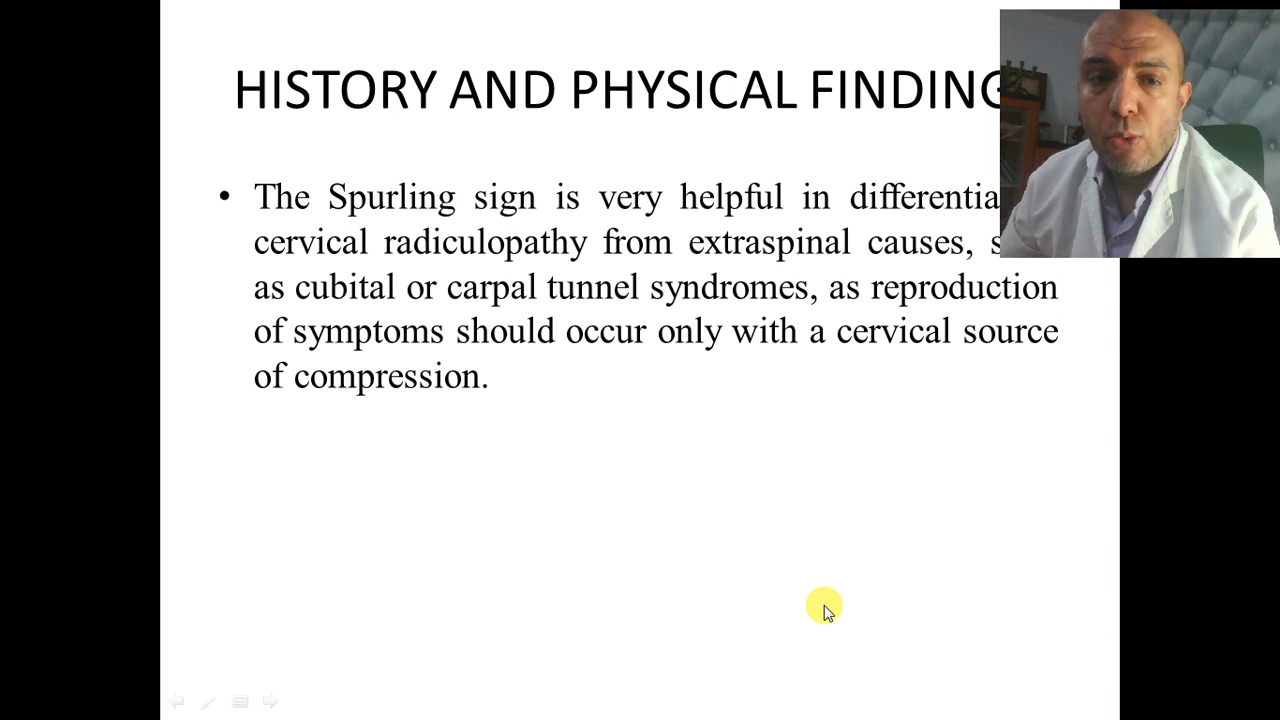 HISTORY AND PHYSICAL FINDING
The Spurling sign is very helpful in
cervical radiculopathy from extraspinal causes,
as cubital or carpal tunnel syndromes, as reproduction
of symptoms should occur only with a cervical source
of compression.